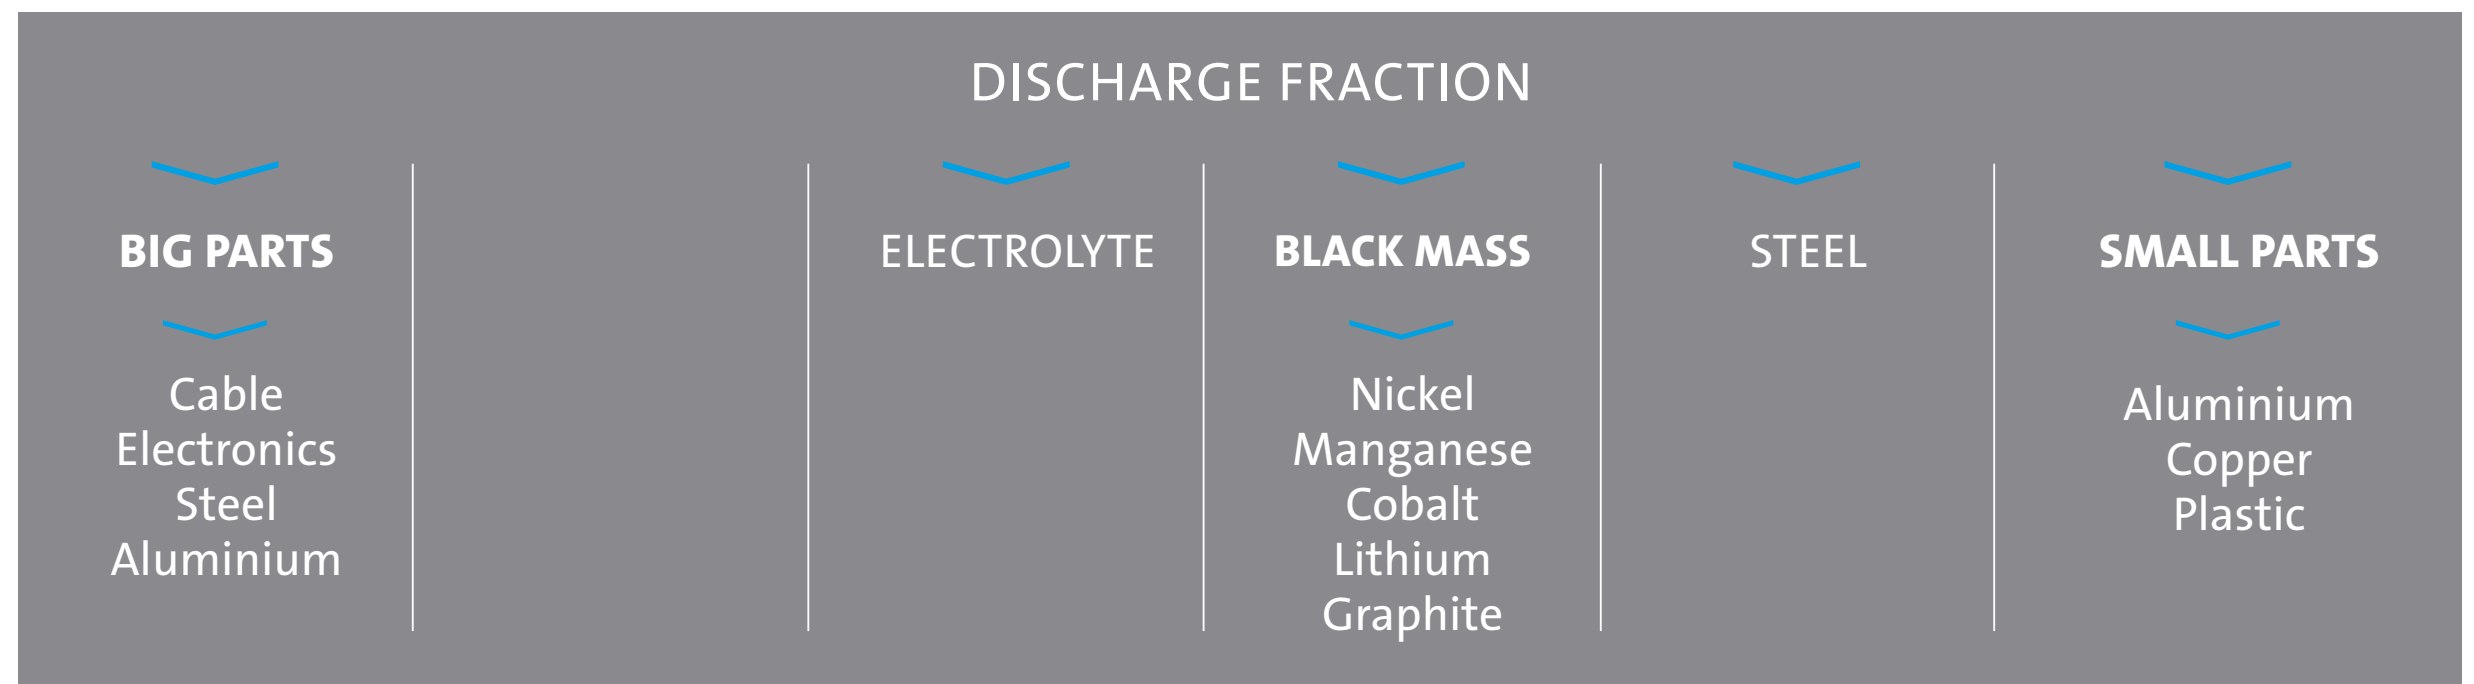 DISCHARGE FRACTION
BIG PARTS
Cable
Electronics
Steel
Aluminium
ELECTROLYTE
BLACK MASS
Nickel
Manganese
Cobalt
Lithium
Graphite
STEEL
SMALL PARTS
Aluminium
Copper
Plastic